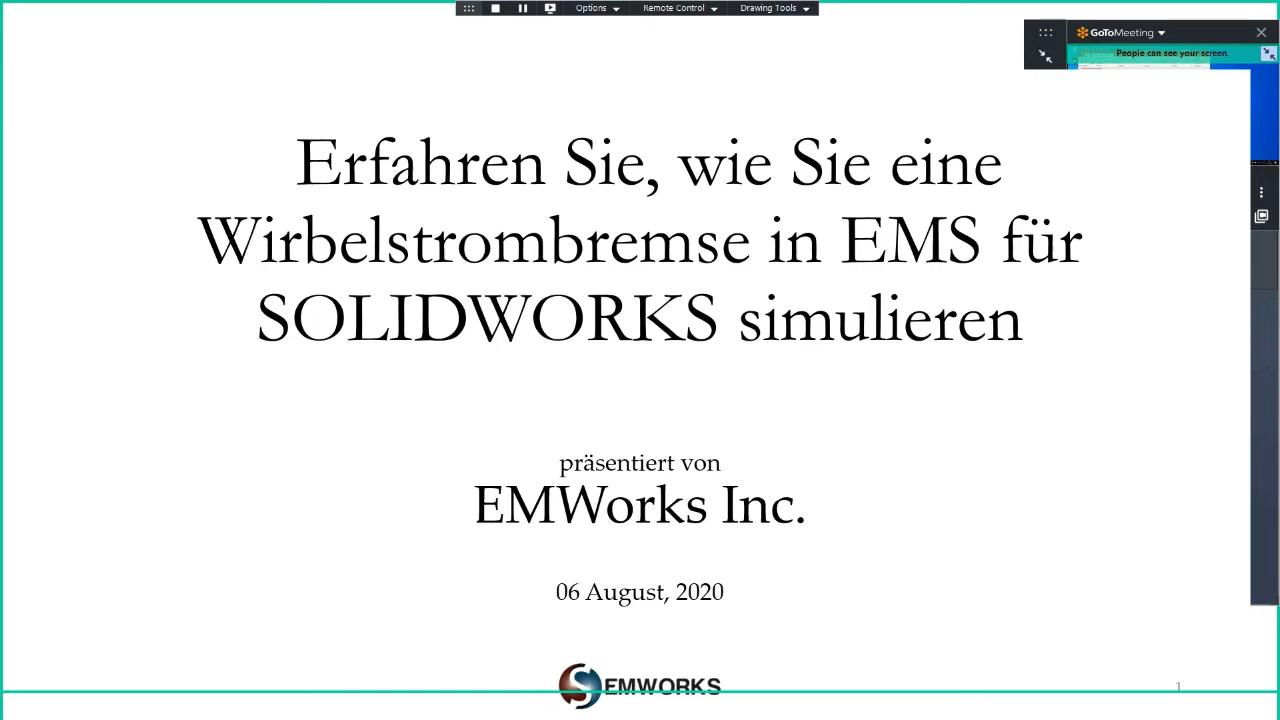 Options
Remote Control
Drawing Tools
GoToMeeting
People can see your screen.
Erfahren Sie, wie Sie eine
Wirbelstrombremse in EMS für
SOLIDWORKS simulieren
präsentiert von
EMWorks Inc.
06 August, 2020
EMWORKS
1